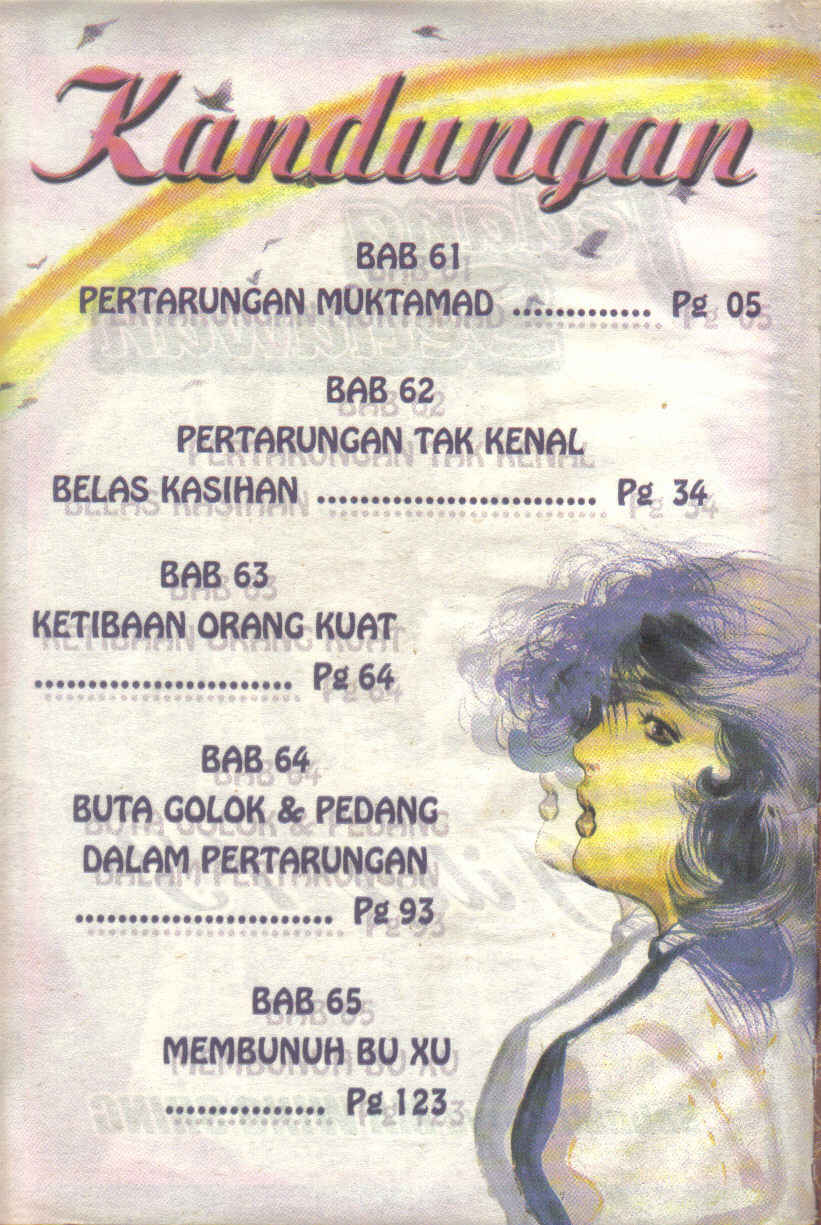 Kandungan
BAB 61
PERTARUNGAN MUKTAMAD ............. Pg 05
BAB 62
PERTARUNGAN TAK KENAL
BELAS KASIHAN .......................... Pg 34
BAB 63
KETIBAAN ORANG KUAT
........................ Pg 64
BAB 64
BUTA GOLOK & PEDANG
DALAM PERTARUNGAN
........................ Pg 93
BAB 65
MEMBUNUH BU XU
............... Pg 123